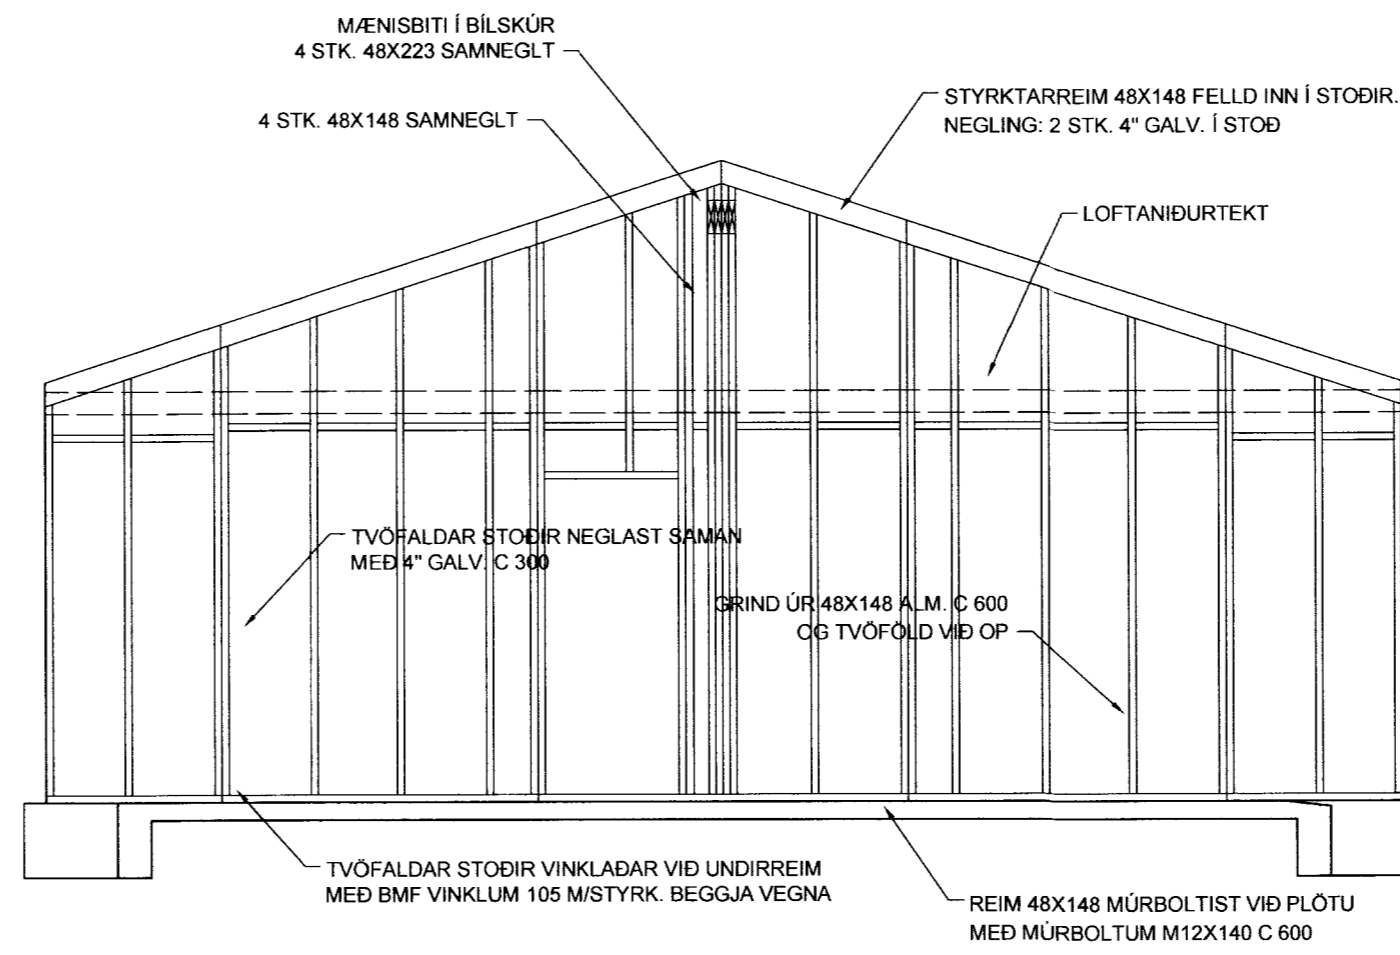 MÆNISBITI Í BÍLSKÚR
4 STK. 48X223 SAMNEGLT
4 STK. 48X148 SAMNEGLT
STYRKTARREIM 48X148 FELLD INN Í STOÐIR.
NEGLING: 2 STK. 4" GALV. Í STOÐ
LOFTANIÐURTEKT
TVÖFALDAR STOÐIR NEGLAST SAMAN
MEÐ 4" GALV. C 300
GRIND ÚR 48X148 ALM. C 600
OG TVÖFÖLD VIÐ OP
TVÖFALDAR STOÐIR VINKLAÐAR VIÐ UNDIRREIM
MEÐ BMF VINKLUM 105 M/STYRK. BEGGJA VEGNA
REIM 48X148 MÚRBOLTIST VIÐ PLÖTU
MEÐ MÚRBOLTUM M12X140 C 600